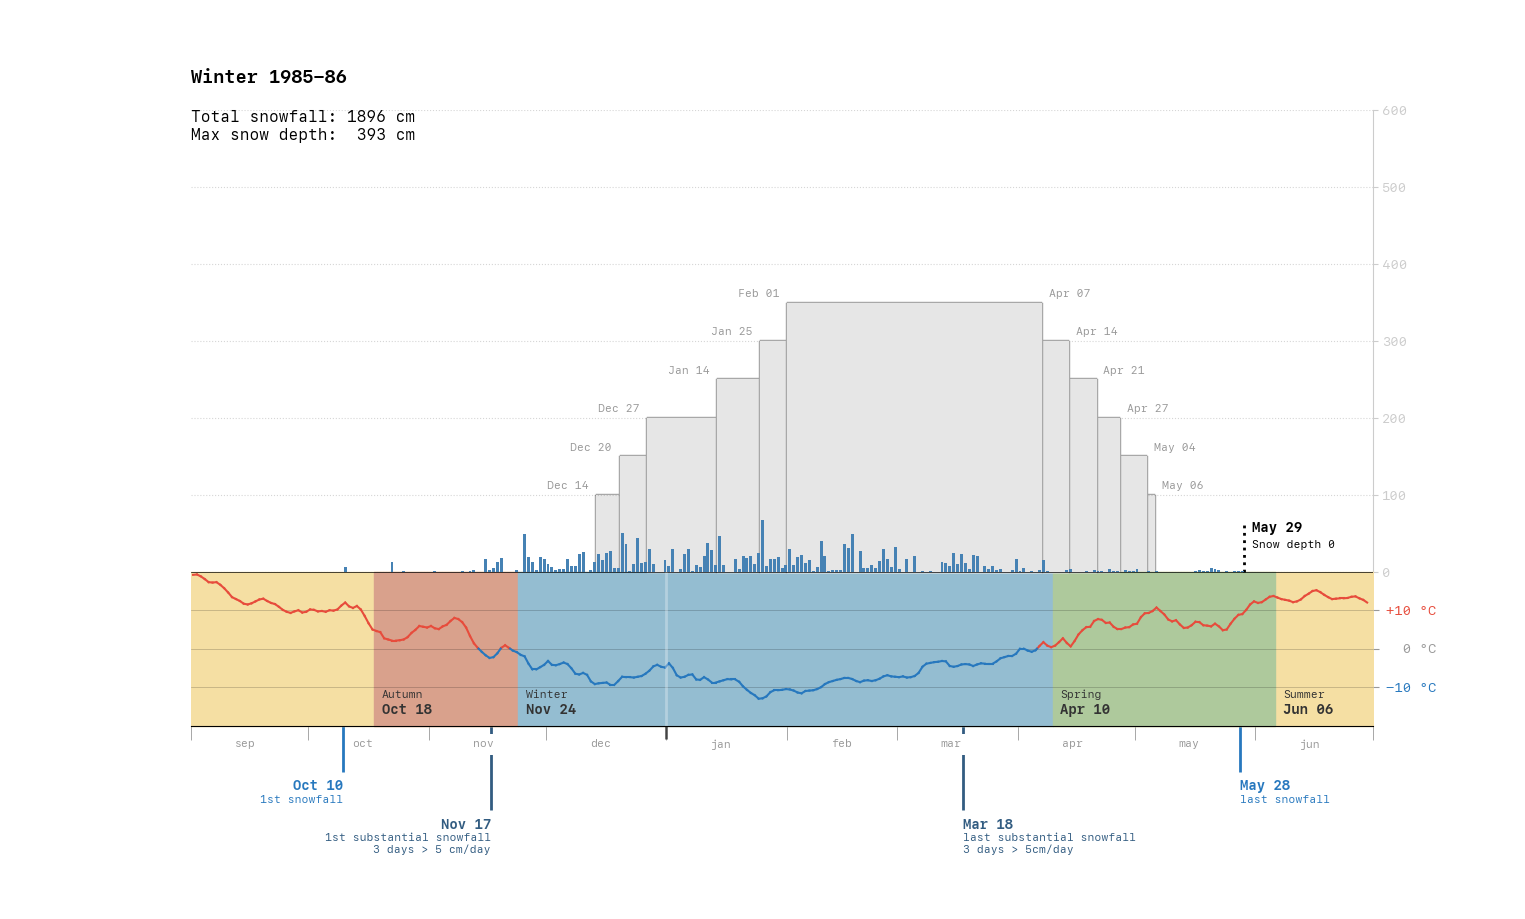 Winter 1985–86
Total snowfall: 1896 cm
Max snow depth: 393 cm
600
500
400
Feb 01
Apr 07
Jan 25
Apr 14
300
Jan 14
Apr 21
Dec 27
Apr 27
200
Dec 20
May 04
Dec 14
May 06
100
May 29
Snow depth 0
0
+10 °C
0 °C
−10 °C
Autumn
Oct 18
Winter
Nov 24
Spring
Apr 10
Summer
Jun 06
sep
oct
nov
dec
jan
feb
mar
apr
may
jun
Oct 10
1st snowfall
May 28
last snowfall
Nov 17
1st substantial snowfall
3 days > 5 cm/day
Mar 18
last substantial snowfall
3 days > 5cm/day